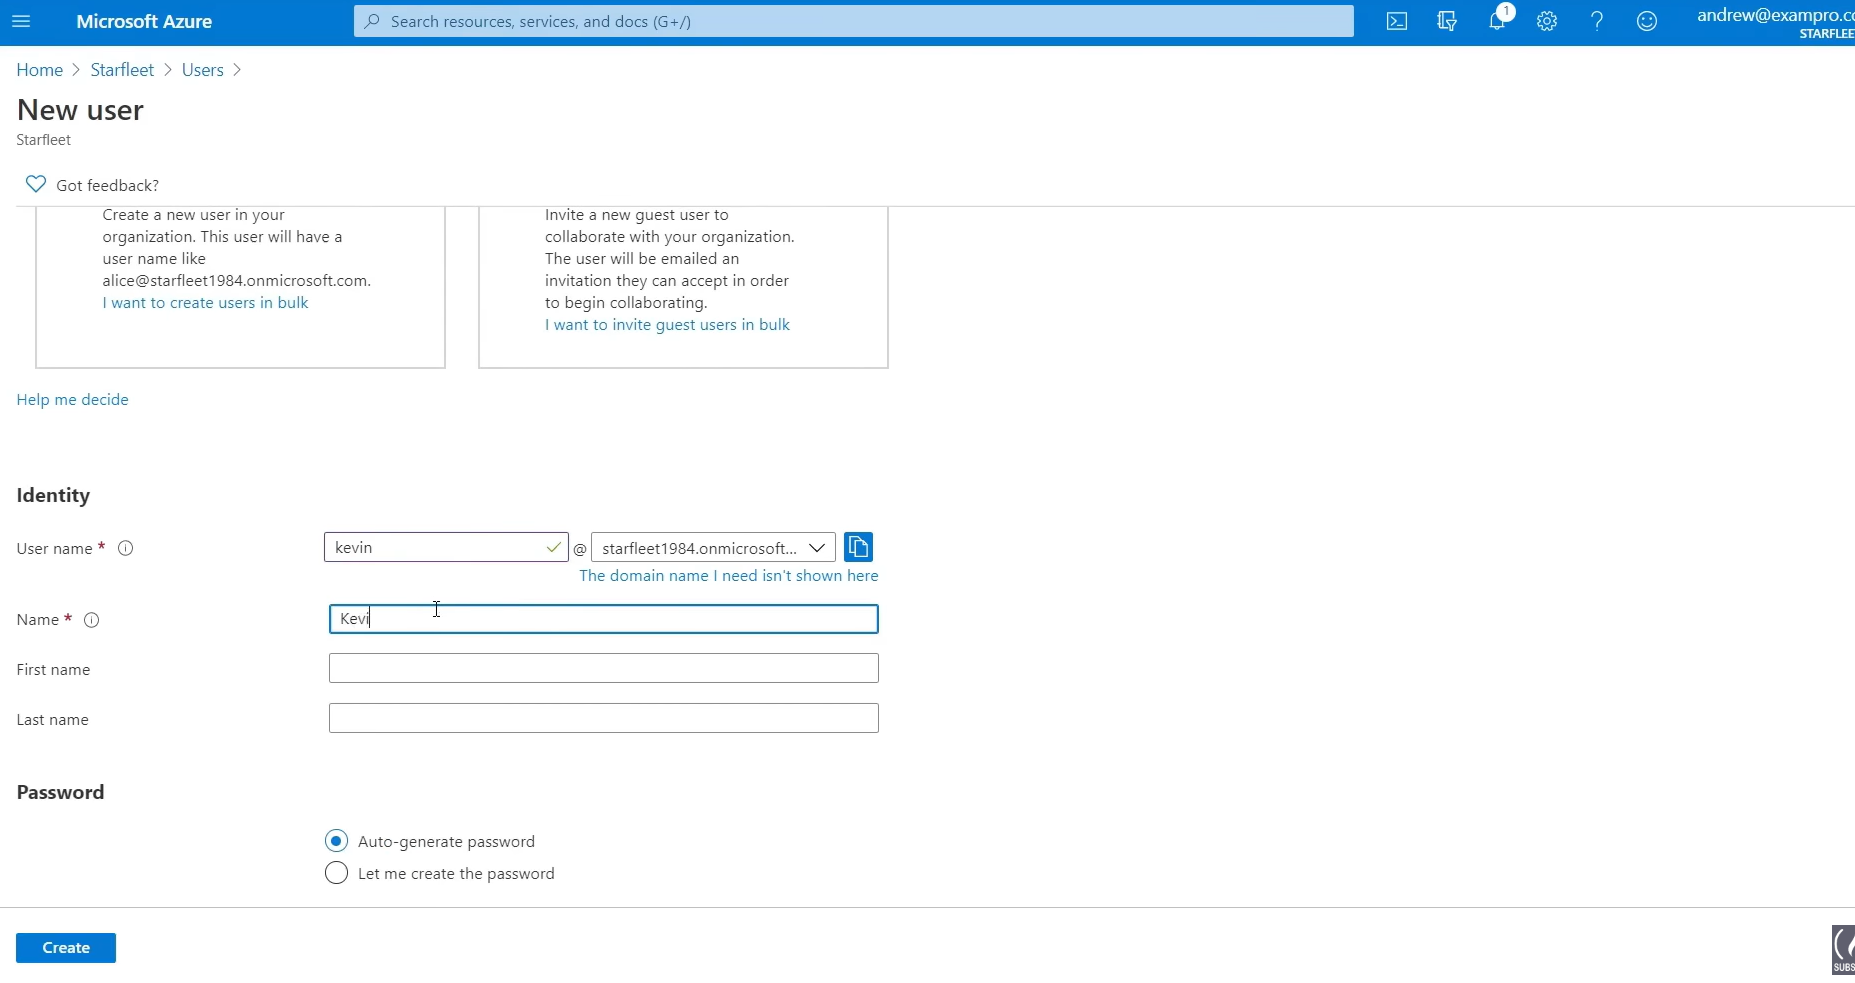 Microsoft Azure
Search resources, services, and docs (G+/)
1
andrew@exampro.co
STARFLEE
Home > Starfleet > Users >
New user
Starfleet
Got feedback?
Create a new user in your
organization. This user will have a
user name like
alice@starfleet1984.onmicrosoft.com.
I want to create users in bulk
Invite a new guest user to
collaborate with your organization.
The user will be emailed an
invitation they can accept in order
to begin collaborating.
I want to invite guest users in bulk
Help me decide
Identity
User name * kevin @ starfleet1984.onmicrosoft...
The domain name I need isn't shown here
Name * Kevi
First name
Last name
Password
Auto-generate password
Let me create the password
Create
SUBS